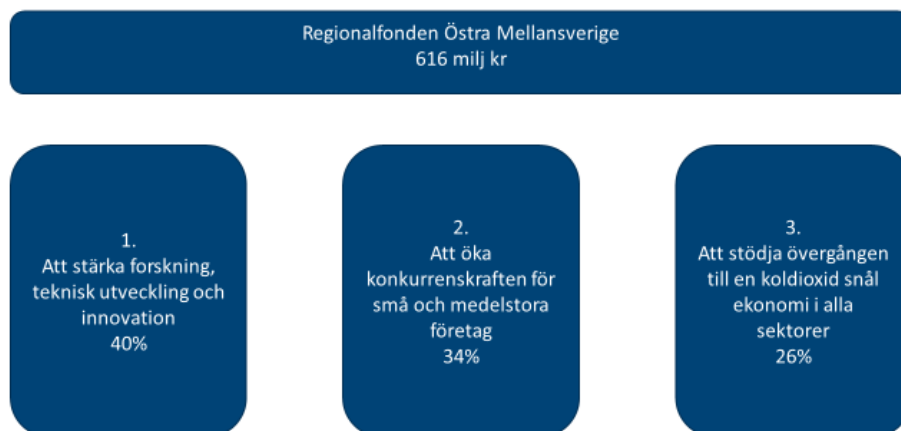 Regionalfonden Östra Mellansverige
616 milj kr
1.
Att stärka forskning,
teknisk utveckling och
innovation
40%
2.
Att öka
konkurrenskraften för
små och medelstora
företag
34%
3.
Att stödja övergången
till en koldioxid snål
ekonomi i alla
sektorer
26%